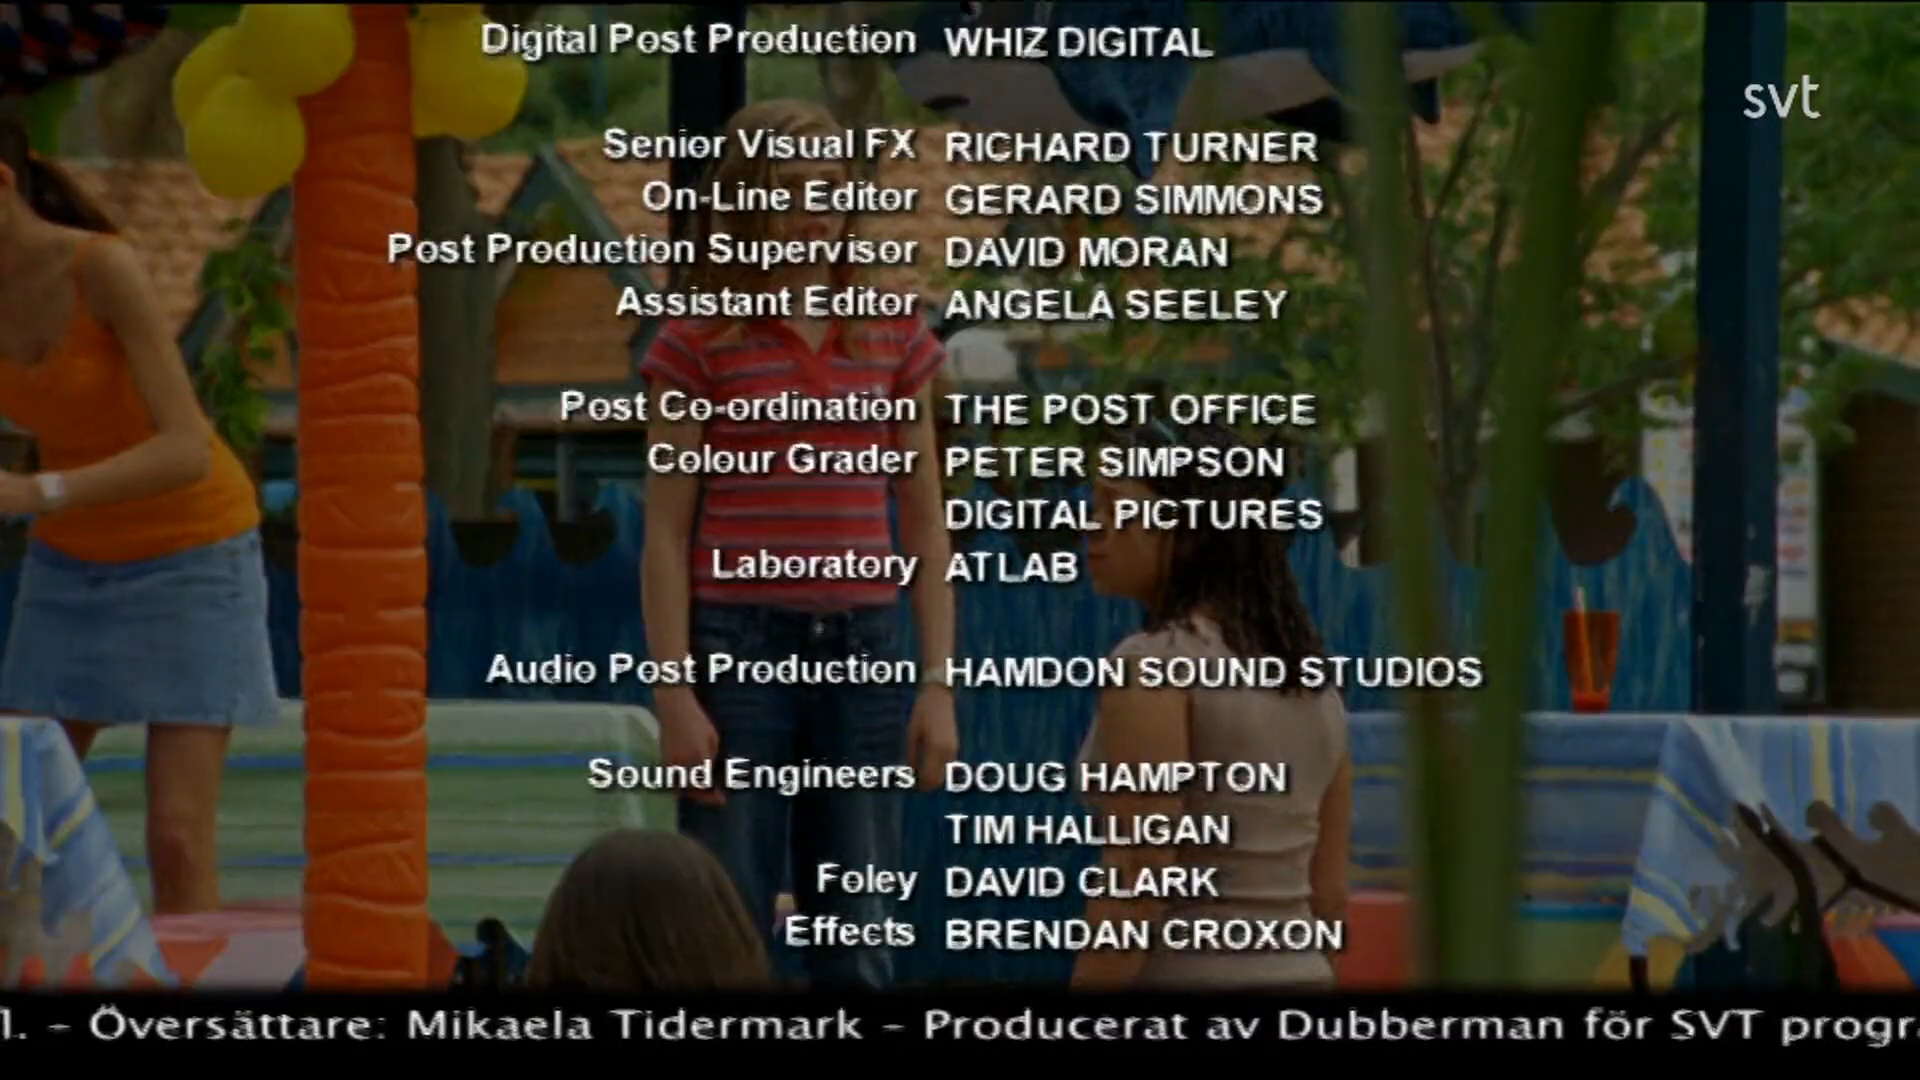 Digital Post Production WHIZ DIGITAL
svt
Senior Visual FX RICHARD TURNER
On-Line Editor GERARD SIMMONS
Post Production Supervisor DAVID MORAN
Assistant Editor ANGELA SEELEY
Post Co-ordination THE POST OFFICE
Colour Grader PETER SIMPSON
DIGITAL PICTURES
Laboratory ATLAB
Audio Post Production HAMDON SOUND STUDIOS
Sound Engineers DOUG HAMPTON
TIM HALLIGAN
Foley DAVID CLARK
Effects BRENDAN CROXON
. – Översättare: Mikaela Tidermark – Producerat av Dubberman för SVT progr